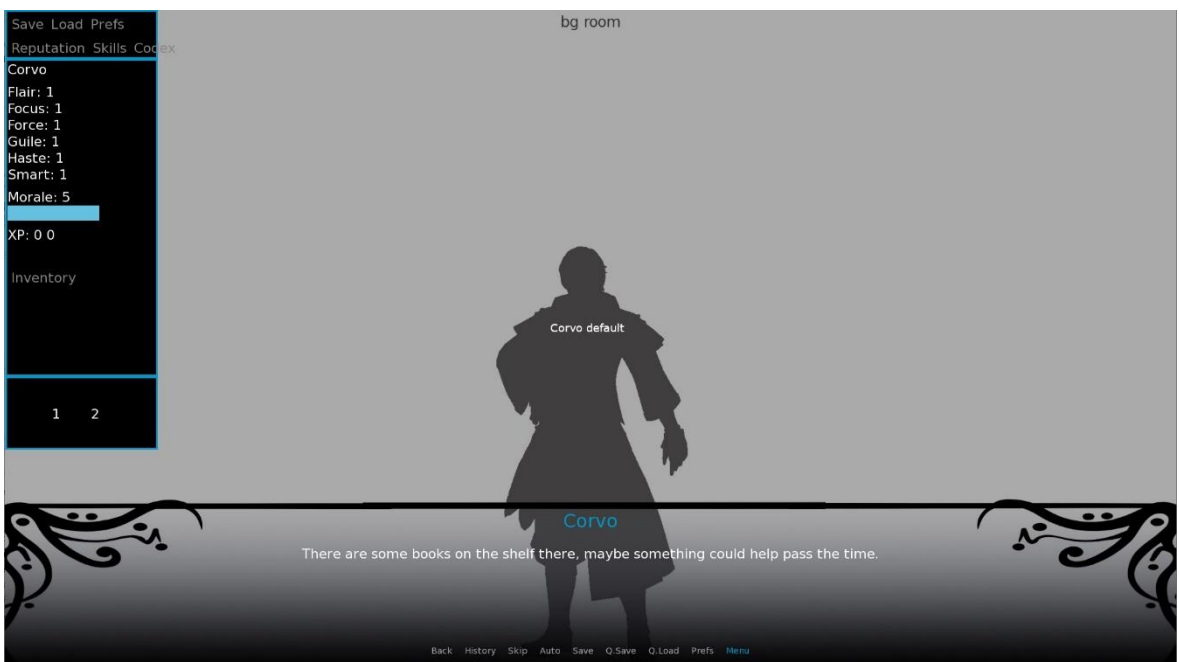 Save Load Prefs
Reputation Skills Codex
Corvo
Flair: 1
Focus: 1
Force: 1
Guile: 1
Haste: 1
Smart: 1
Morale: 5
XP: 0 0
Inventory
1 2
bg room
Corvo default
Corvo
There are some books on the shelf there, maybe something could help pass the time.
Back History Skip Auto Save Q.Save Q.Load Prefs Menu